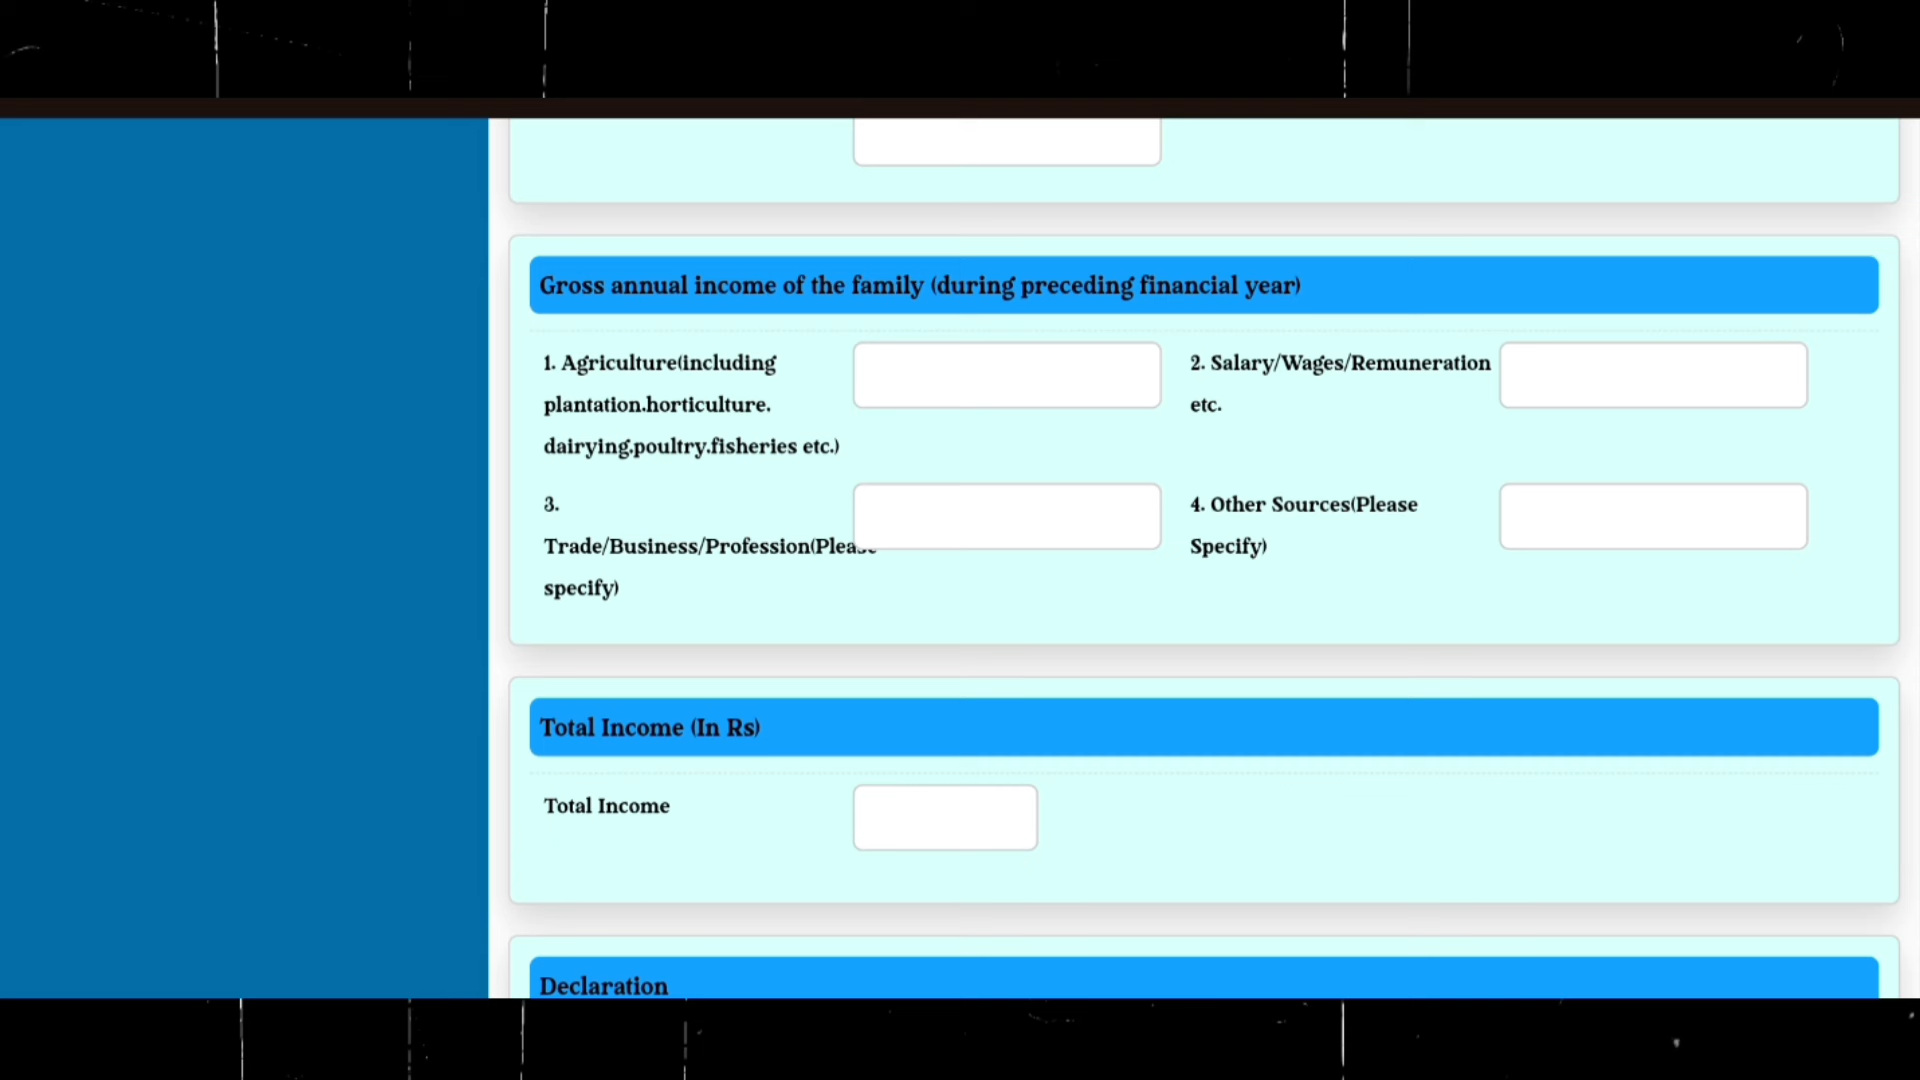 Gross annual income of the family (during preceding financial year)
1. Agriculture(including
plantation.horticulture.
dairying.poultry.fisheries etc.)
2. Salary/Wages/Remuneration
etc.
3.
Trade/Business/Profession(Please
specify)
4. Other Sources(Please
Specify)
Total Income (In Rs)
Total Income
Declaration